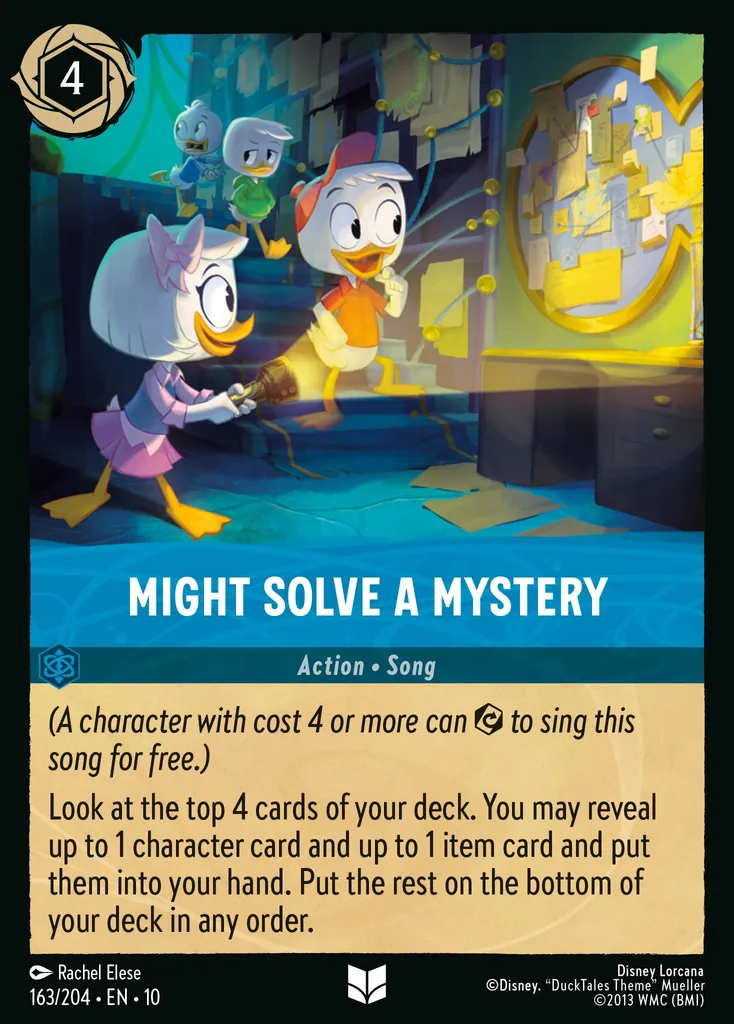 4
MIGHT SOLVE A MYSTERY
Action • Song
(A character with cost 4 or more can to sing this
song for free.)
Look at the top 4 cards of your deck. You may reveal
up to 1 character card and up to 1 item card and put
them into your hand. Put the rest on the bottom of
your deck in any order.
Rachel Elese
163/204 • EN • 10
Disney Lorcana
©Disney. “DuckTales Theme” Mueller
©2013 WMC (BMI)